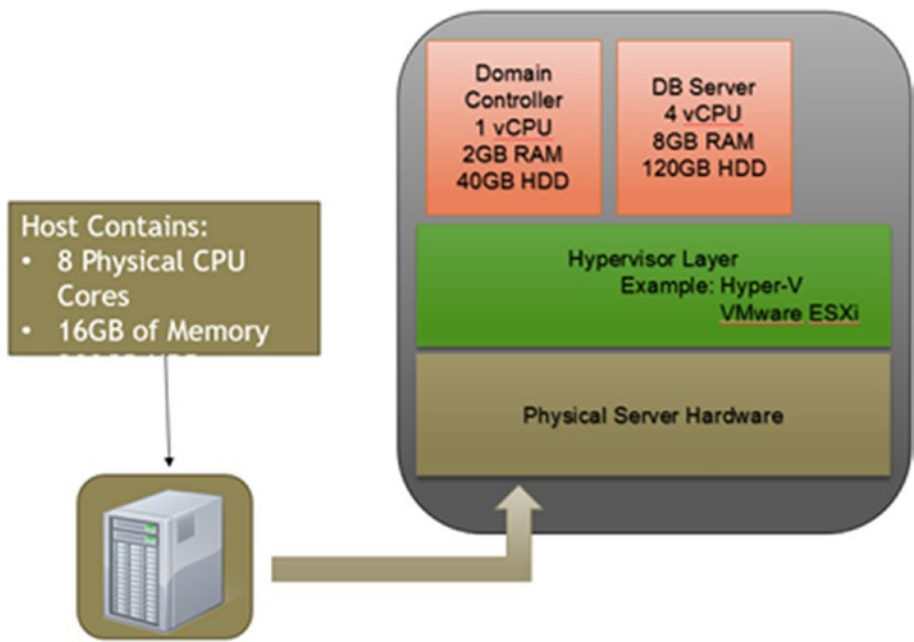 Domain
Controller
1 vCPU
2GB RAM
40GB HDD
DB Server
4 vCPU
8GB RAM
120GB HDD
Host Contains:
• 8 Physical CPU
Cores
• 16GB of Memory
Hypervisor Layer
Example: Hyper-V
VMware ESXi
Physical Server Hardware